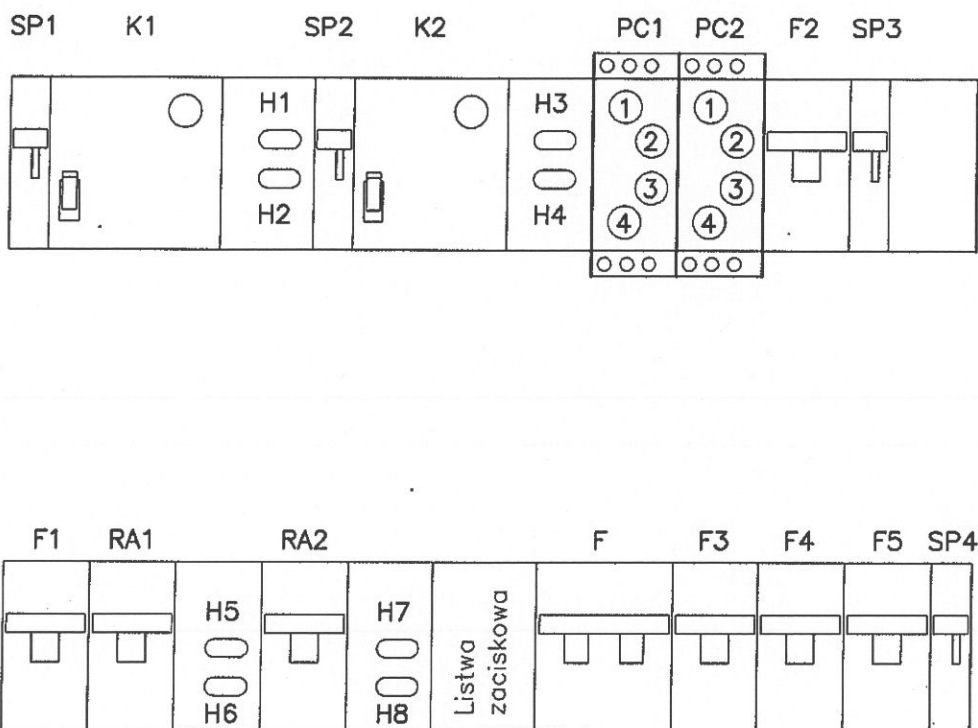 SP1 K1 SP2 K2 PC1 PC2 F2 SP3
H1 H3 1 1
2 2
H2 H4 3 3
4 4
F1 RA1 RA2 F F3 F4 F5 SP4
H5 H7
H6 H8
Listwa
zaciskowa